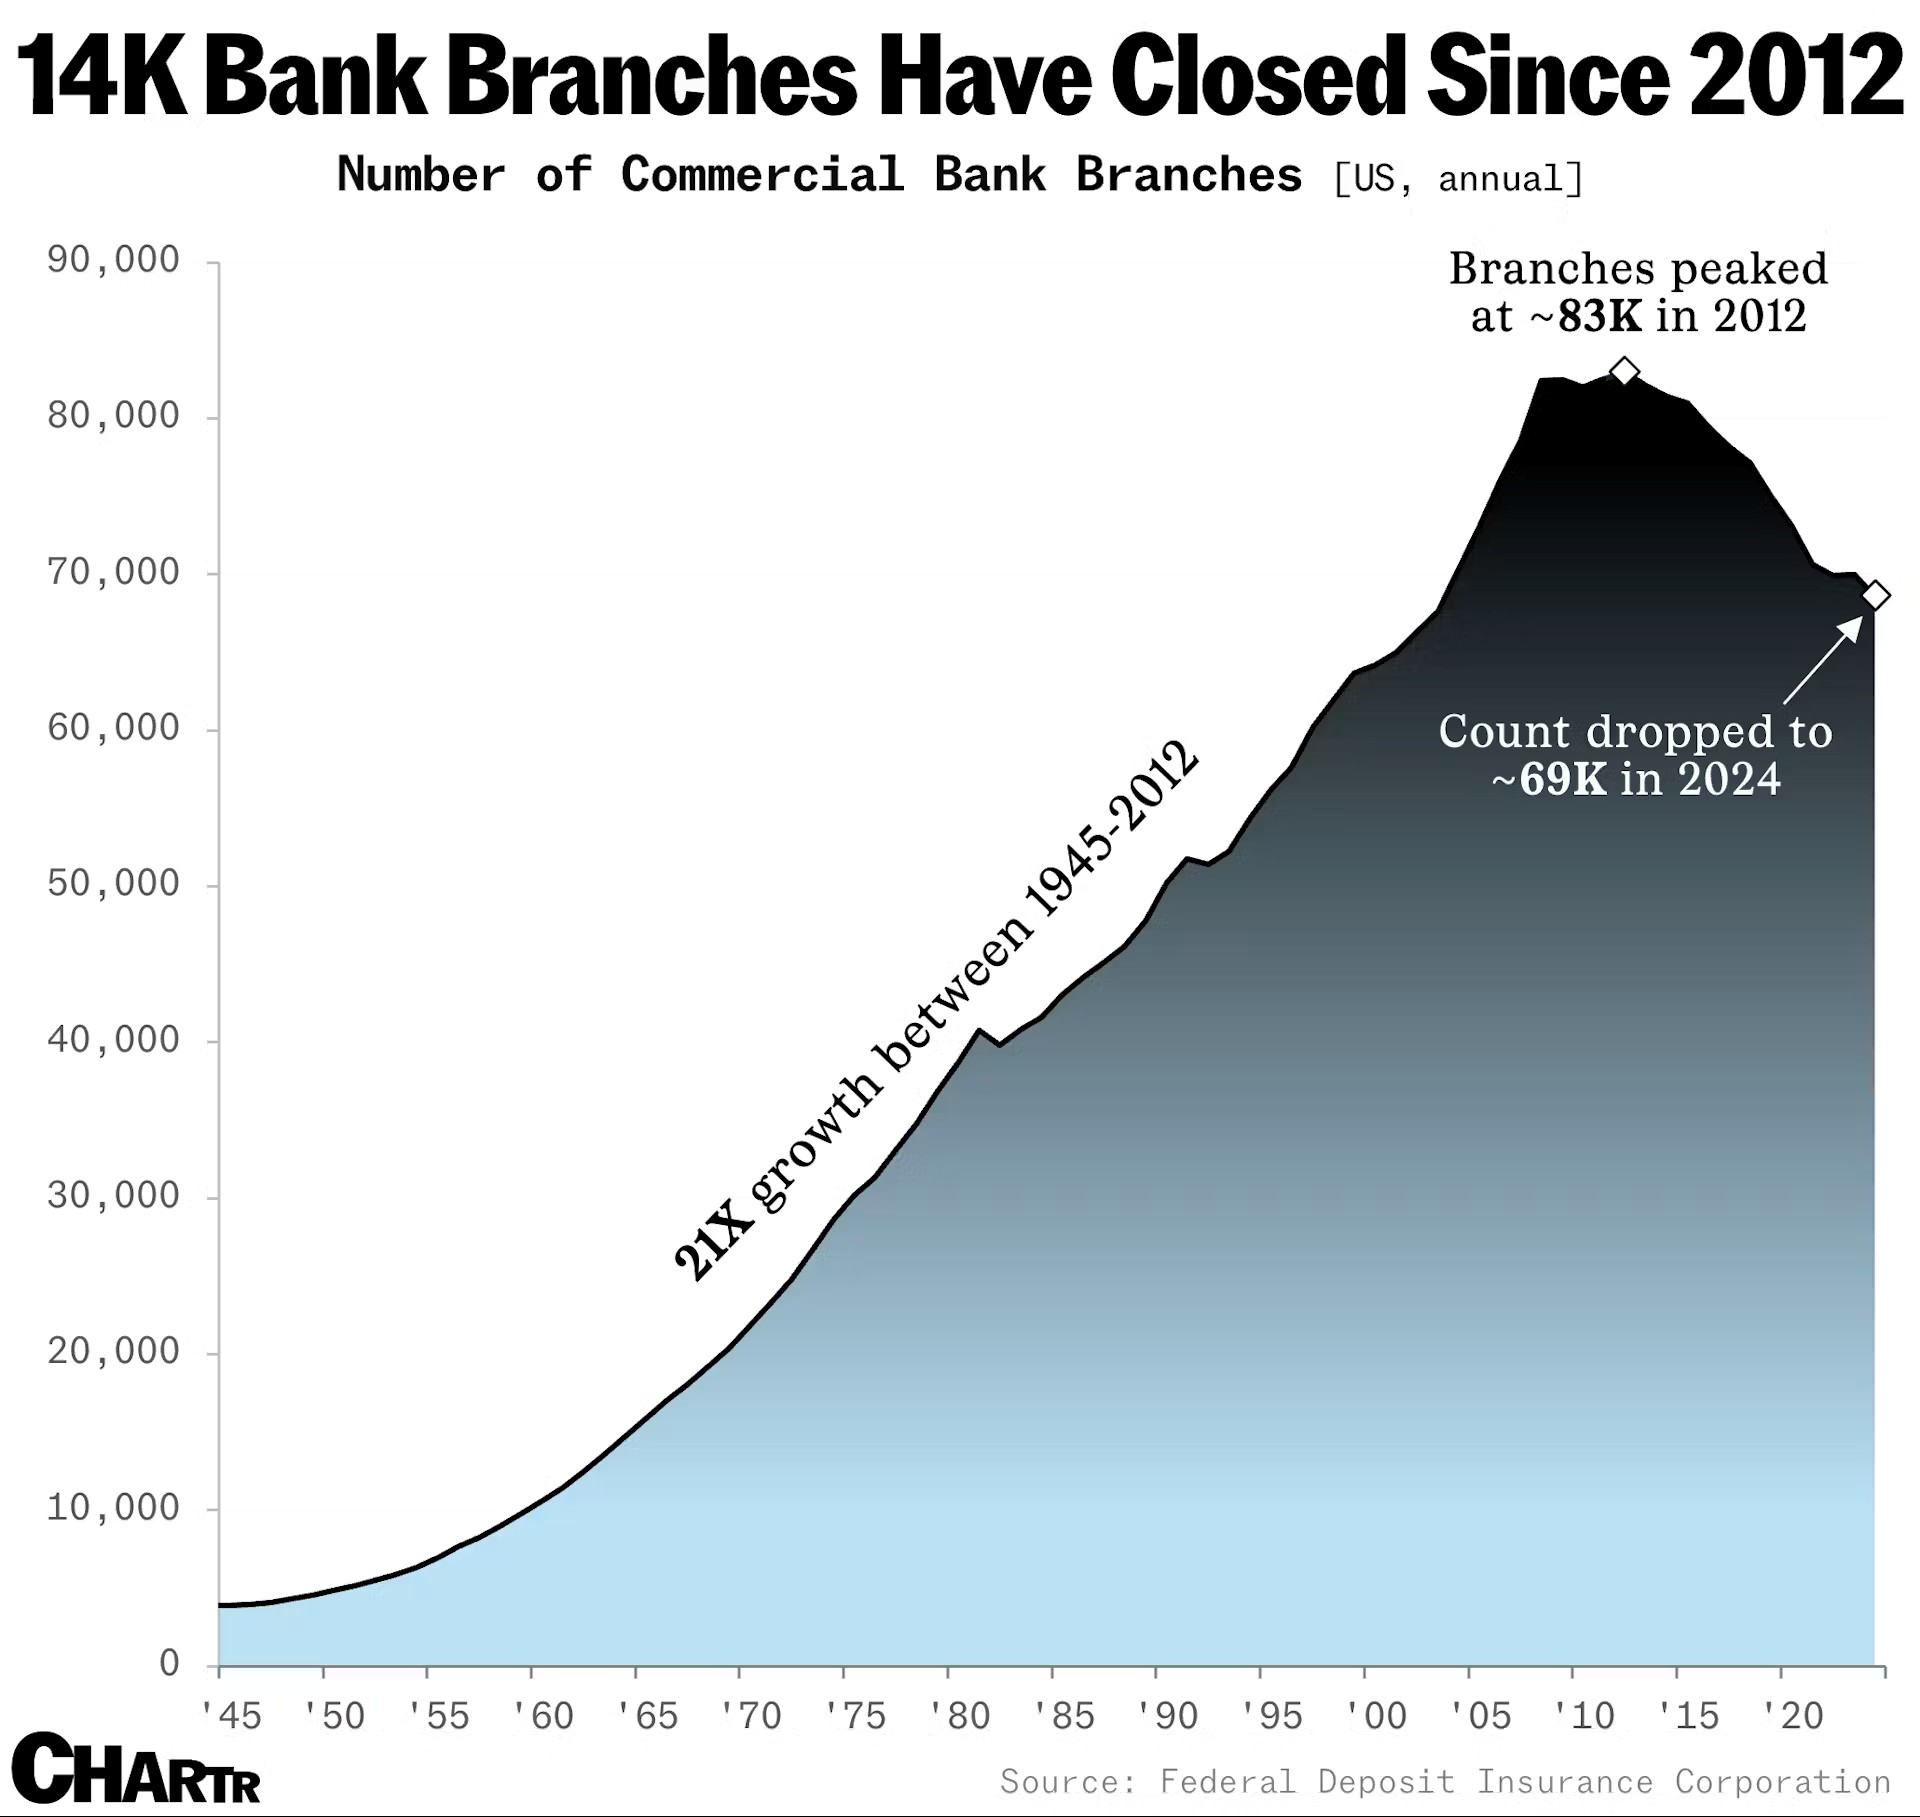 14K Bank Branches Have Closed Since 2012
Number of Commercial Bank Branches [US, annual]
90,000
80,000
70,000
60,000
50,000
40,000
30,000
20,000
10,000
0
Branches peaked
at ~83K in 2012
Count dropped to
~69K in 2024
21X growth between 1945-2012
'45 '50 '55 '60 '65 '70 '75 '80 '85 '90 '95 '00 '05 '10 '15 '20
CHARTR
Source: Federal Deposit Insurance Corporation